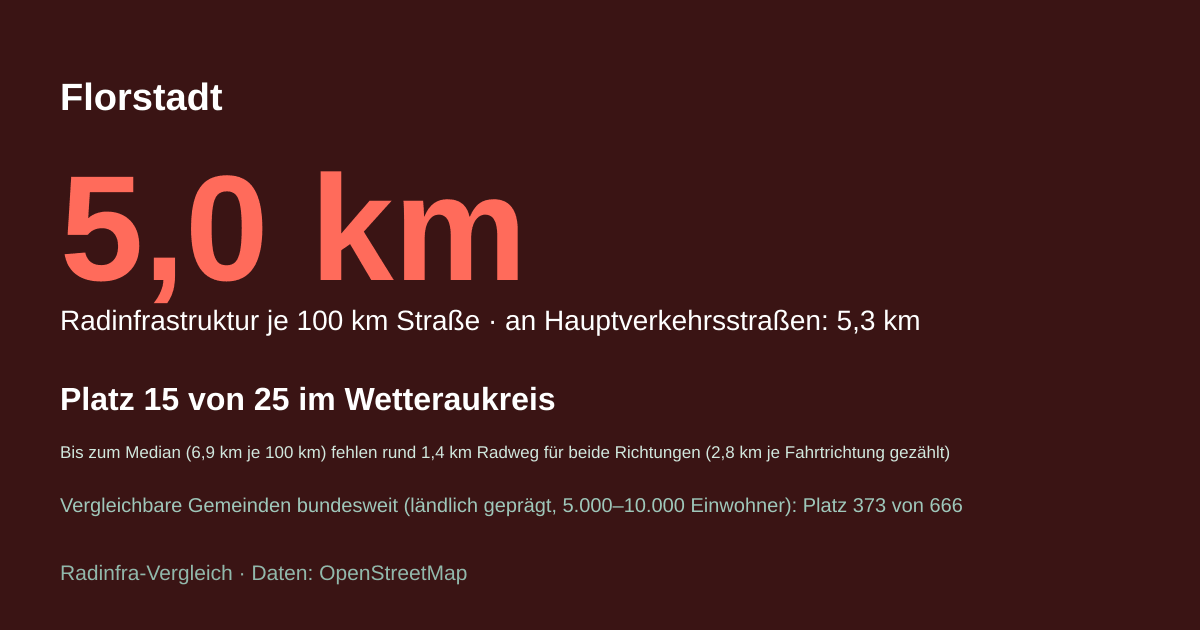 Florstadt
5,0 km
Radinfrastruktur je 100 km Straße · an Hauptverkehrsstraßen: 5,3 km
Platz 15 von 25 im Wetteraukreis
Bis zum Median (6,9 km je 100 km) fehlen rund 1,4 km Radweg für beide Richtungen (2,8 km je Fahrtrichtung gezählt)
Vergleichbare Gemeinden bundesweit (ländlich geprägt, 5.000–10.000 Einwohner): Platz 373 von 666
Radinfra-Vergleich · Daten: OpenStreetMap